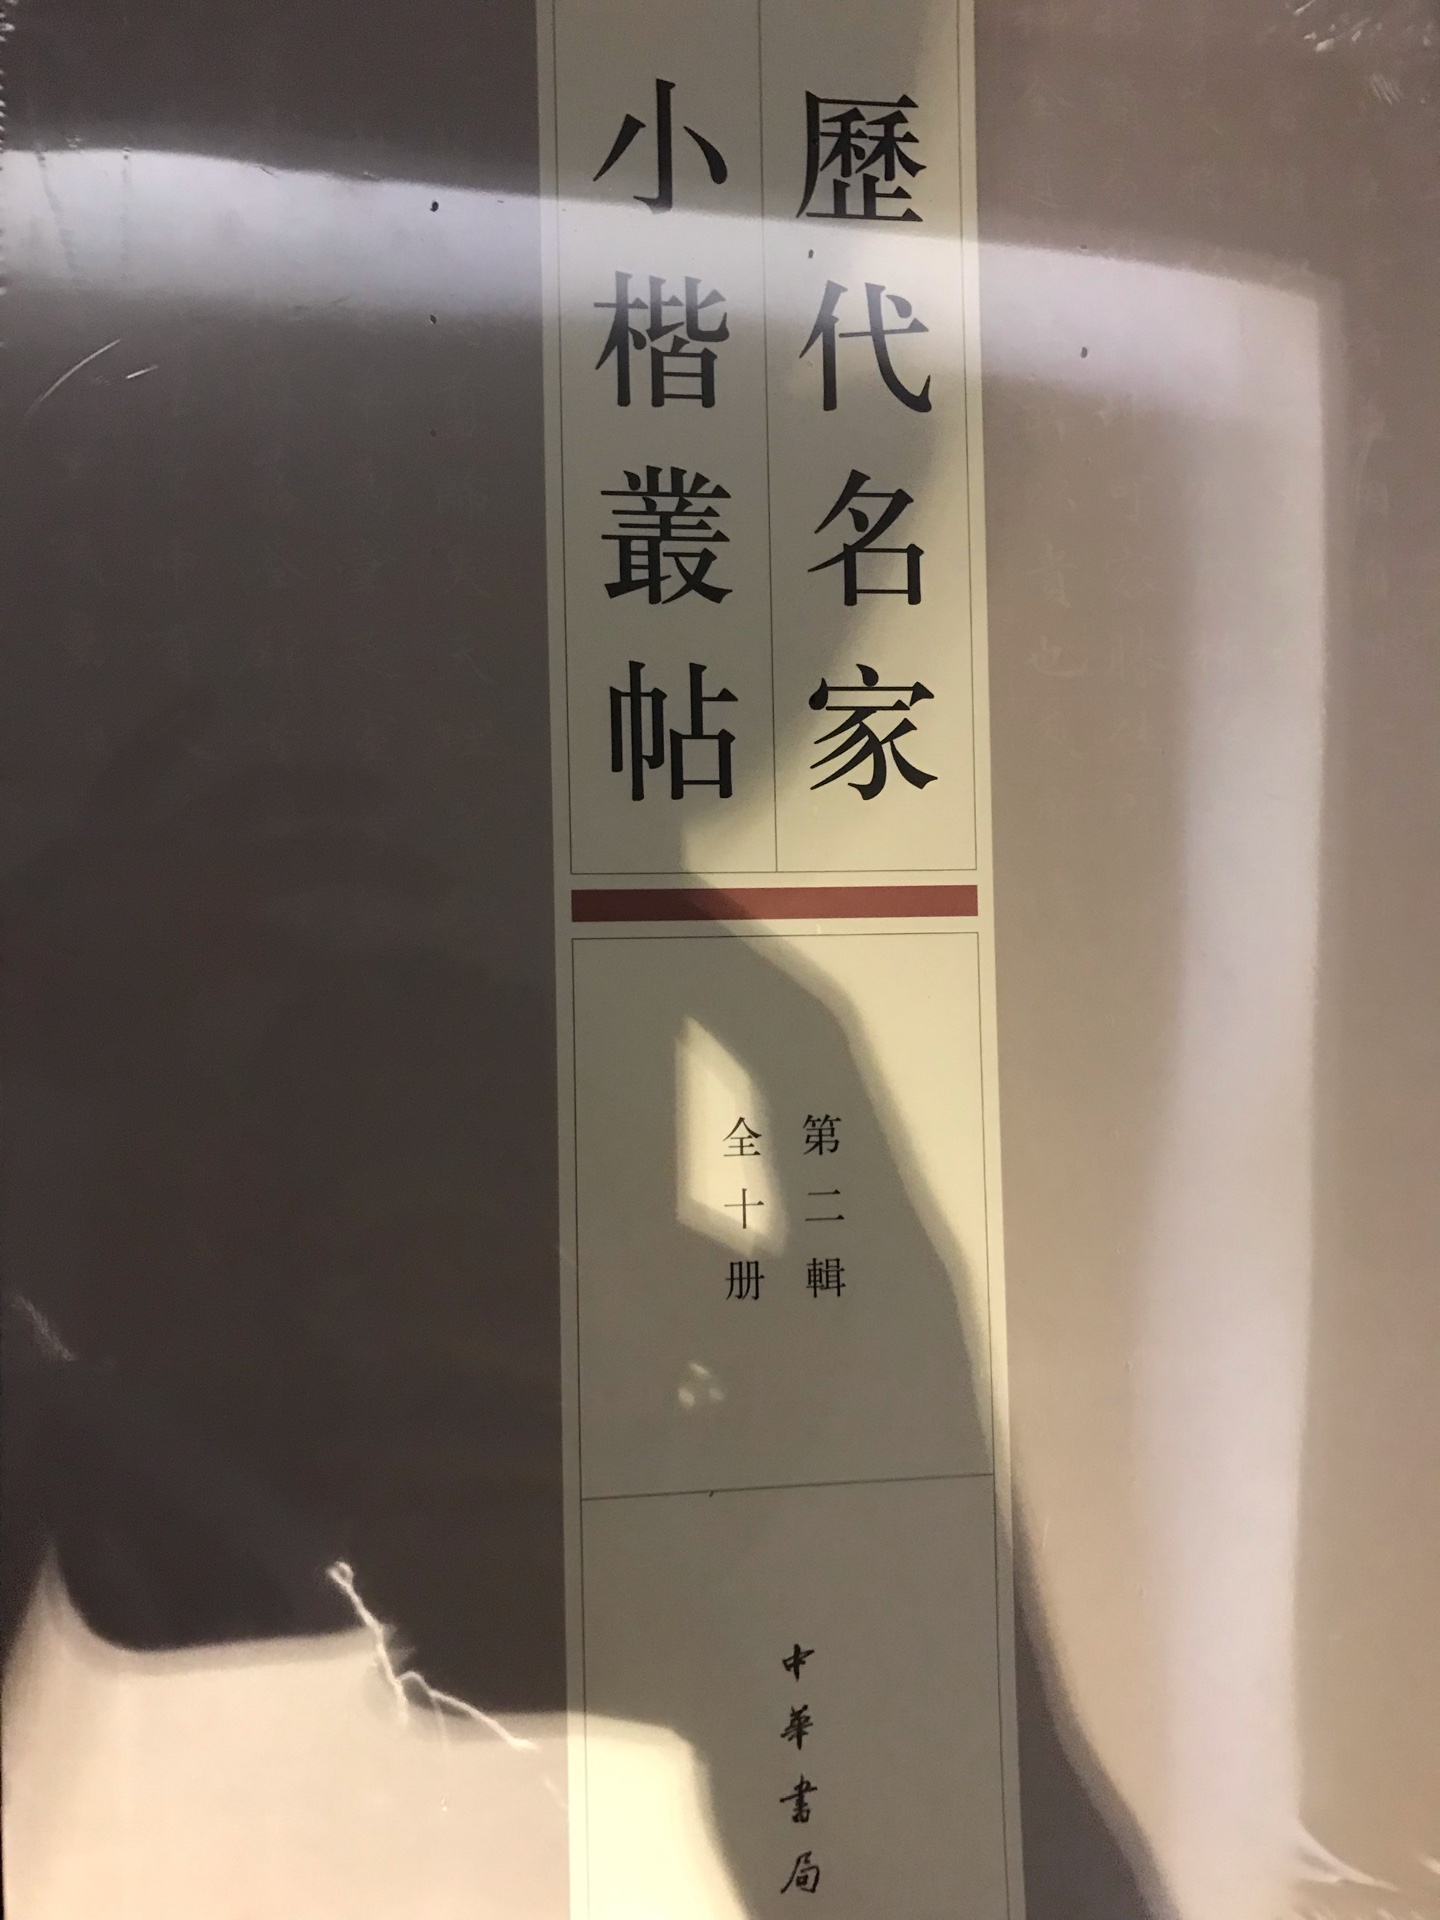 歷代名家
小楷叢帖
第二輯
全十册
中華書局